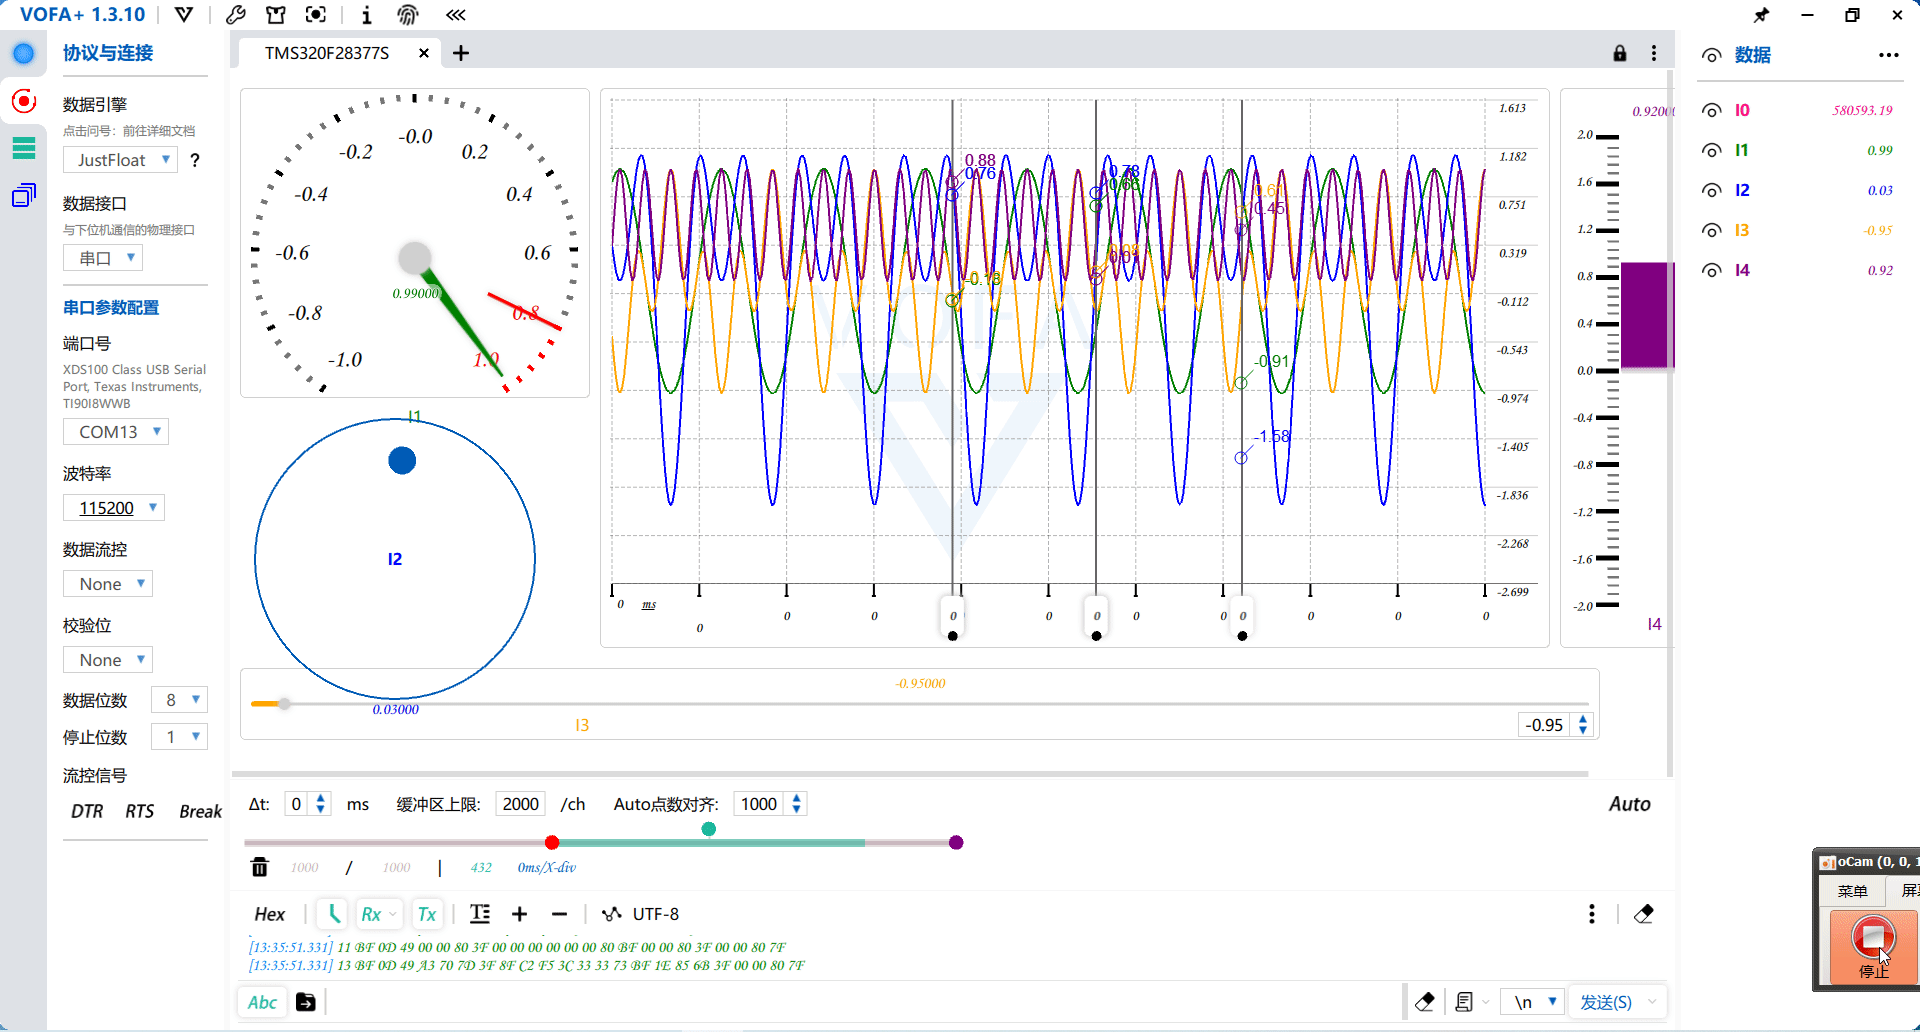 VOFA+ 1.3.10
协议与连接
数据引擎
点击问号：前往详细文档
JustFloat
?
数据接口
与下位机通信的物理接口
串口
串口参数配置
端口号
XDS100 Class USB Serial
Port, Texas Instruments,
TI90I8WWB
COM13
波特率
115200
数据流控
None
校验位
None
数据位数 8
停止位数 1
流控信号
DTR RTS Break
TMS320F28377S
-0.0
-0.2 0.2
-0.4 0.4
-0.6 0.6
0.99000
-0.8 0.8
-1.0 1.0
I1
I2
0.03000
1.613
1.182
0.751
0.319
-0.112
-0.543
-0.974
-1.405
-1.836
-2.268
-2.699
0.88
0.76
-0.18
0.78
0.66
0.07
0.61
0.45
-0.91
-1.58
VOFA
0 ms
0 0 0 0 0 0 0 0 0 0 0 0
0.9200
2.0
1.6
1.2
0.8
0.4
0.0
-0.4
-0.8
-1.2
-1.6
-2.0
I4
-0.95000
I3
-0.95
数据
I0 580593.19
I1 0.99
I2 0.03
I3 -0.95
I4 0.92
Δt: 0 ms 缓冲区上限: 2000 /ch Auto点数对齐: 1000
Auto
1000 / 1000 | 432 0ms/X-div
Hex Rx Tx UTF-8
[13:35:51.331] 11 BF 0D 49 00 00 80 3F 00 00 00 00 00 00 80 BF 00 00 80 3F 00 00 80 7F
[13:35:51.331] 13 BF 0D 49 A3 70 7D 3F 8F C2 F5 3C 33 33 73 BF 1E 85 6B 3F 00 00 80 7F
Abc
\n 发送(S)
oCam (0, 0, 1
菜单
停止